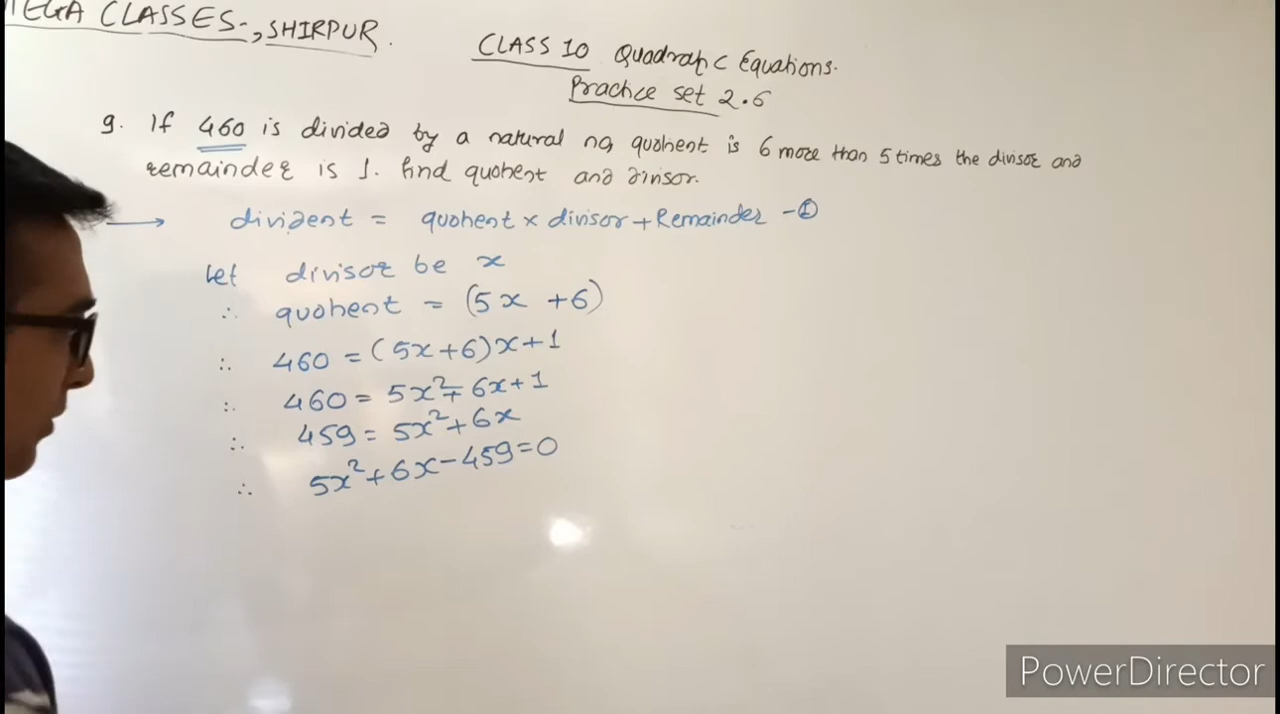 TEGA CLASSES-, SHIRPUR.
CLASS 10 Quadratic Equations.
Practice set 2.6
9. If 460 is divided by a natural no, quotient is 6 more than 5 times the divisor and
remainder is 1. find quotient and divisor.
→ divident = quotient × divisor + Remainder -①
Let divisor be x
∴ quotient = (5x +6)
∴ 460 = (5x+6)x+1
∴ 460 = 5x²+ 6x+1
∴ 459 = 5x²+6x
∴ 5x²+6x-459=0
PowerDirector